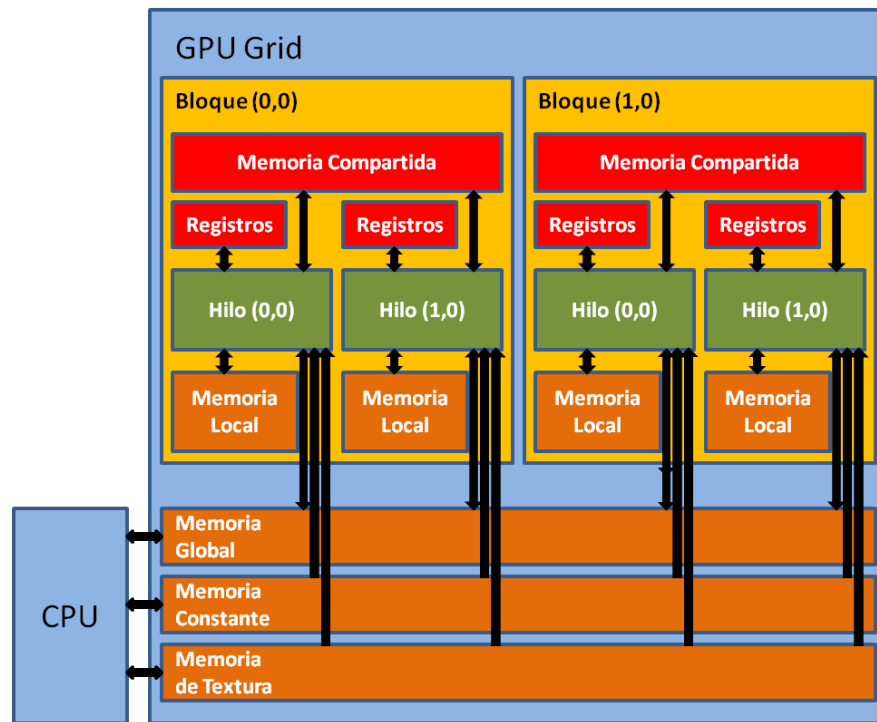 GPU Grid
Bloque (0,0)
Bloque (1,0)
Memoria Compartida
Memoria Compartida
Registros
Registros
Registros
Registros
Hilo (0,0)
Hilo (1,0)
Hilo (0,0)
Hilo (1,0)
Memoria
Local
Memoria
Local
Memoria
Local
Memoria
Local
CPU
Memoria
Global
Memoria
Constante
Memoria
de Textura